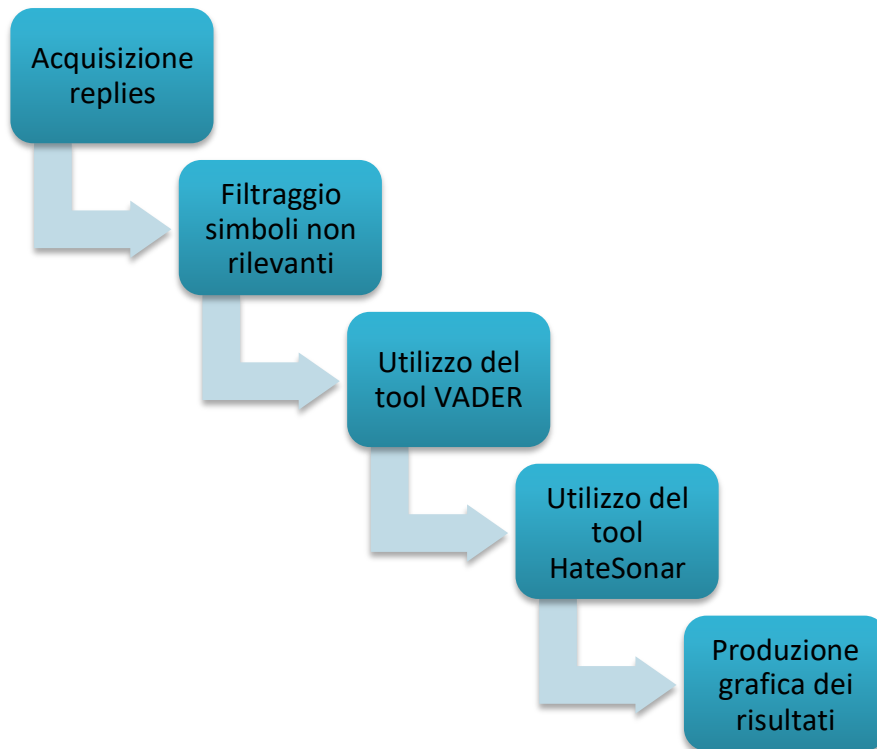 Acquisizione
replies
Filtraggio
simboli non
rilevanti
Utilizzo del
tool VADER
Utilizzo del
tool
HateSonar
Produzione
grafica dei
risultati